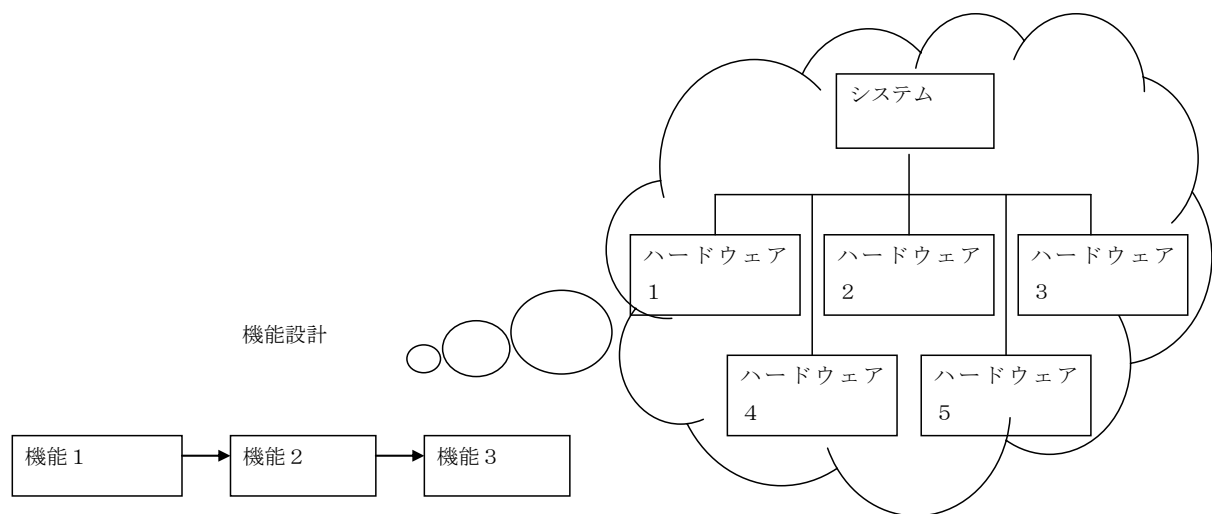 システム
ハードウェア
１
ハードウェア
２
ハードウェア
３
機能設計
ハードウェア
４
ハードウェア
５
機能１
機能２
機能３